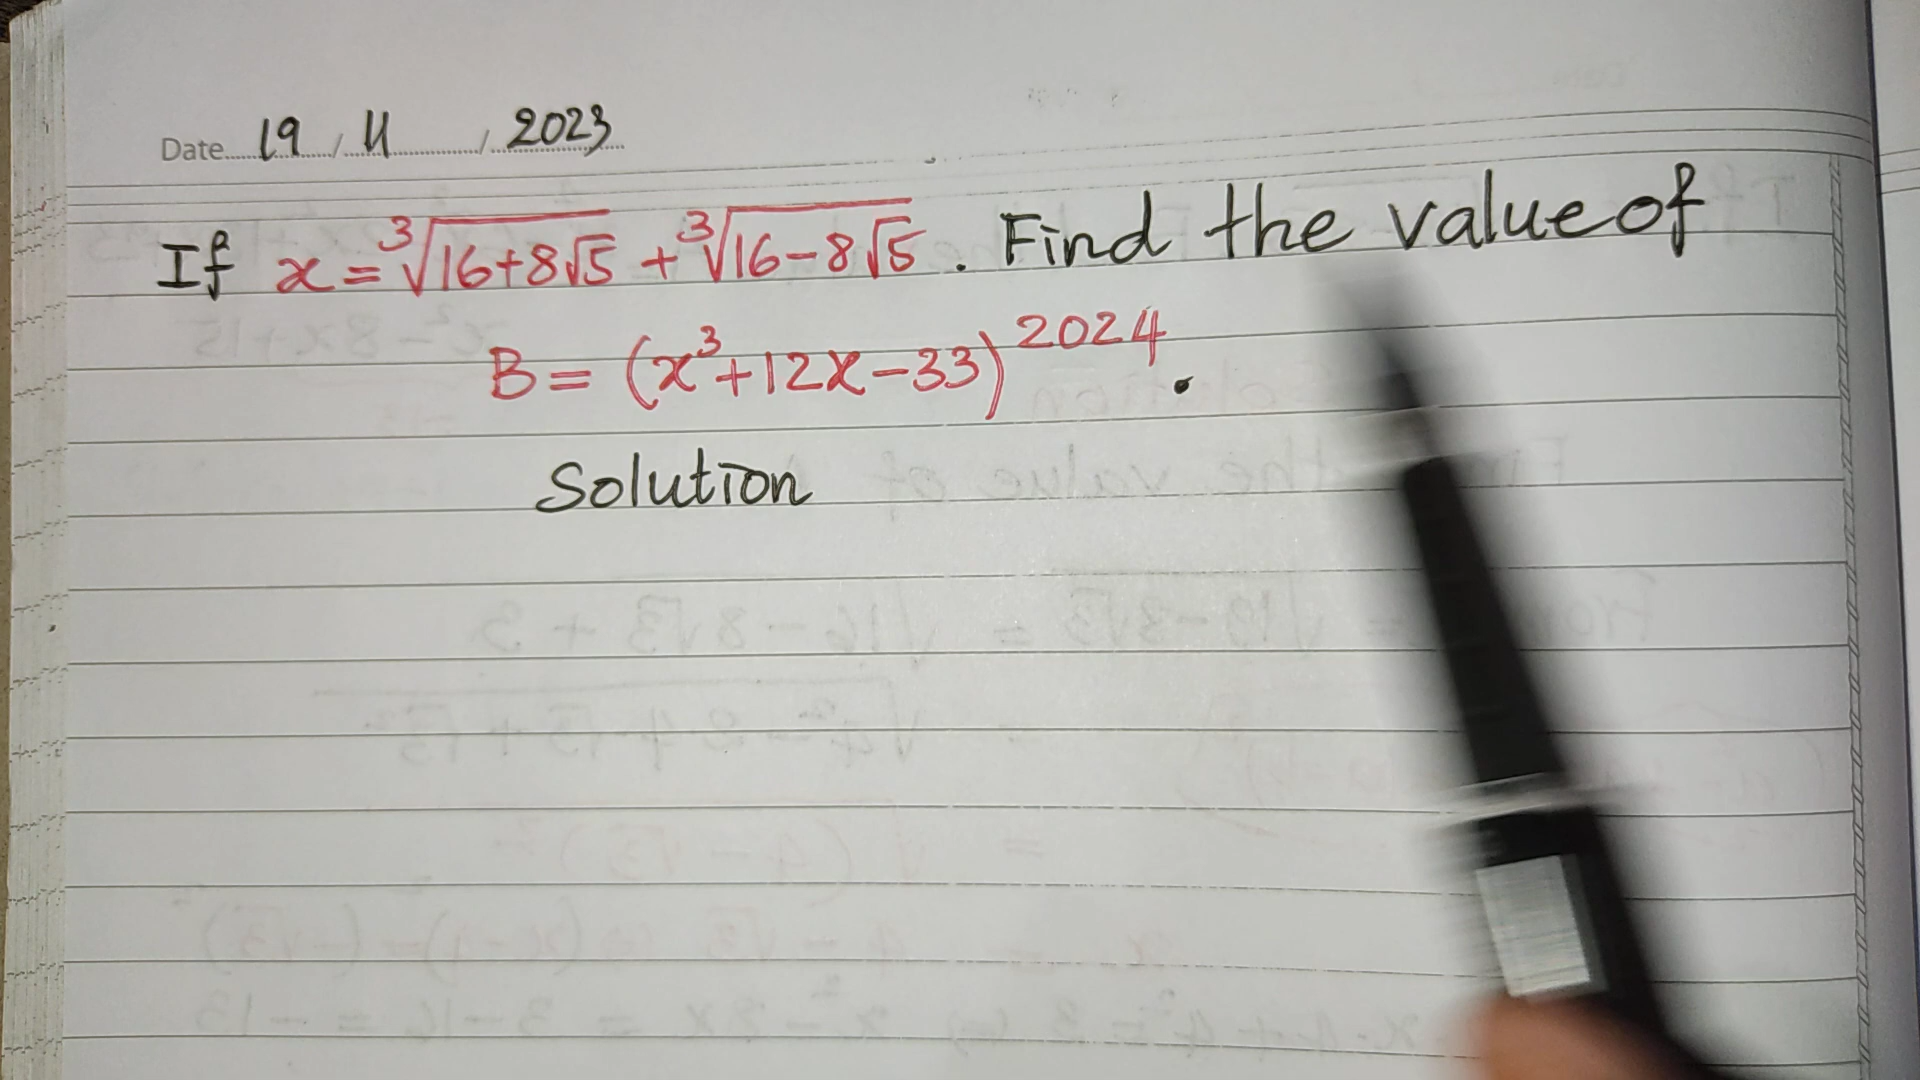 Date 19 / 11 / 2023
If x = ∛(16+8√5) + ∛(16-8√5) . Find the value of
B = (x³+12x-33)²⁰²⁴.
Solution